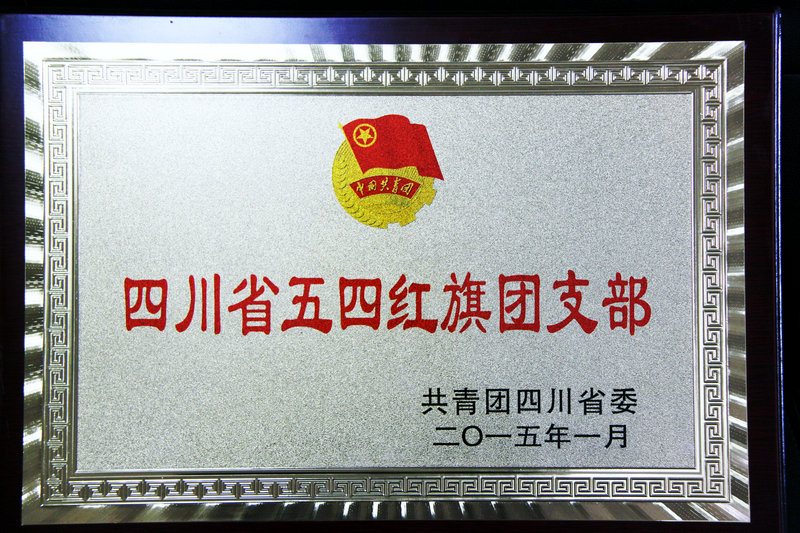 中国共青团
四川省五四红旗团支部
共青团四川省委
二〇一五年一月